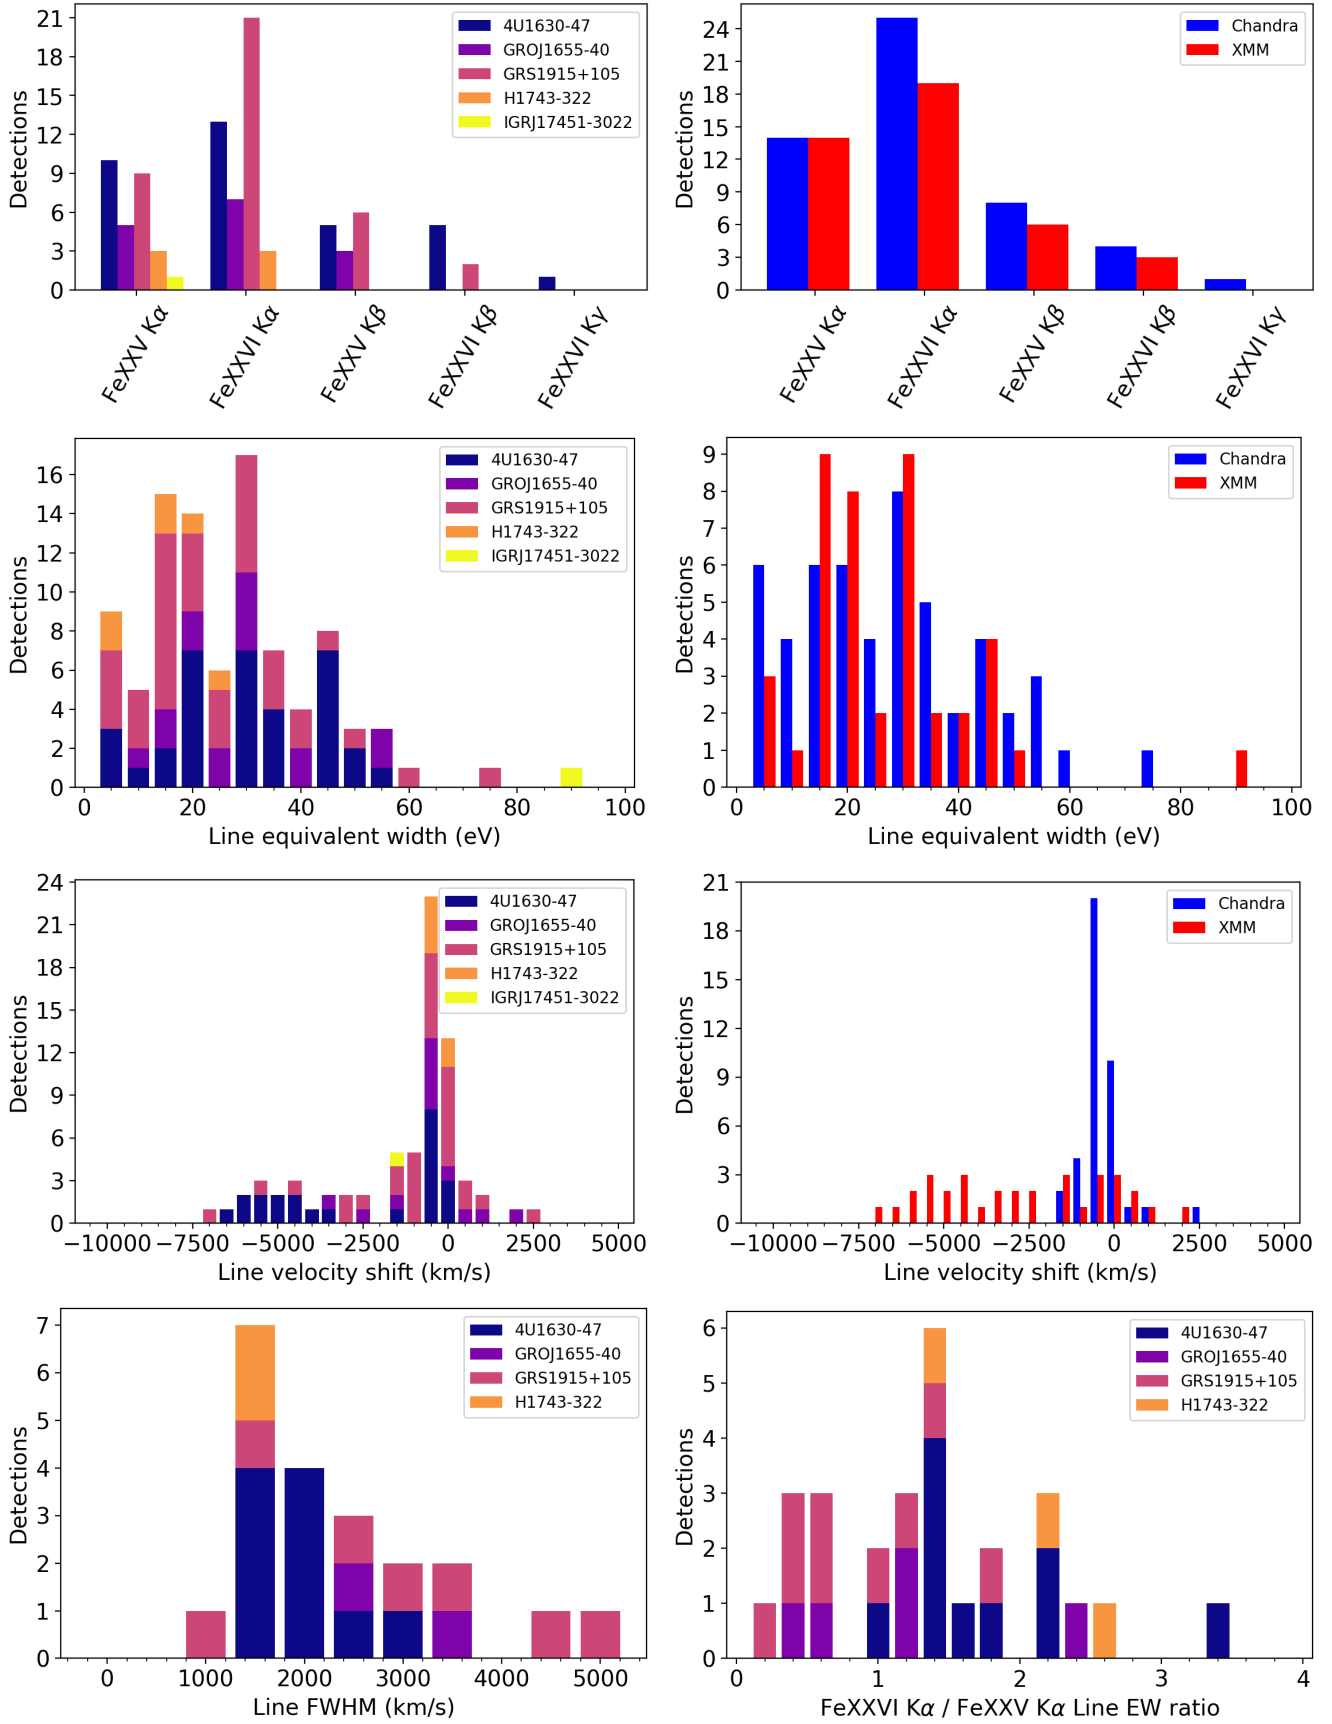 21
18
15
12
9
6
3
0
Detections
4U1630-47
GROJ1655-40
GRS1915+105
H1743-322
IGRJ17451-3022
FeXXV Kα
FeXXVI Kα
FeXXV Kβ
FeXXVI Kβ
FeXXVI Kγ
24
21
18
15
12
9
6
3
0
Detections
Chandra
XMM
FeXXV Kα
FeXXVI Kα
FeXXV Kβ
FeXXVI Kβ
FeXXVI Kγ
16
14
12
10
8
6
4
2
0
Detections
4U1630-47
GROJ1655-40
GRS1915+105
H1743-322
IGRJ17451-3022
0 20 40 60 80 100
Line equivalent width (eV)
9
8
7
6
5
4
3
2
1
0
Detections
Chandra
XMM
0 20 40 60 80 100
Line equivalent width (eV)
24
21
18
15
12
9
6
3
0
Detections
4U1630-47
GROJ1655-40
GRS1915+105
H1743-322
IGRJ17451-3022
−10000 −7500 −5000 −2500 0 2500 5000
Line velocity shift (km/s)
21
18
15
12
9
6
3
0
Detections
Chandra
XMM
−10000 −7500 −5000 −2500 0 2500 5000
Line velocity shift (km/s)
7
6
5
4
3
2
1
0
Detections
4U1630-47
GROJ1655-40
GRS1915+105
H1743-322
0 1000 2000 3000 4000 5000
Line FWHM (km/s)
6
5
4
3
2
1
0
Detections
4U1630-47
GROJ1655-40
GRS1915+105
H1743-322
0 1 2 3 4
FeXXVI Kα / FeXXV Kα Line EW ratio